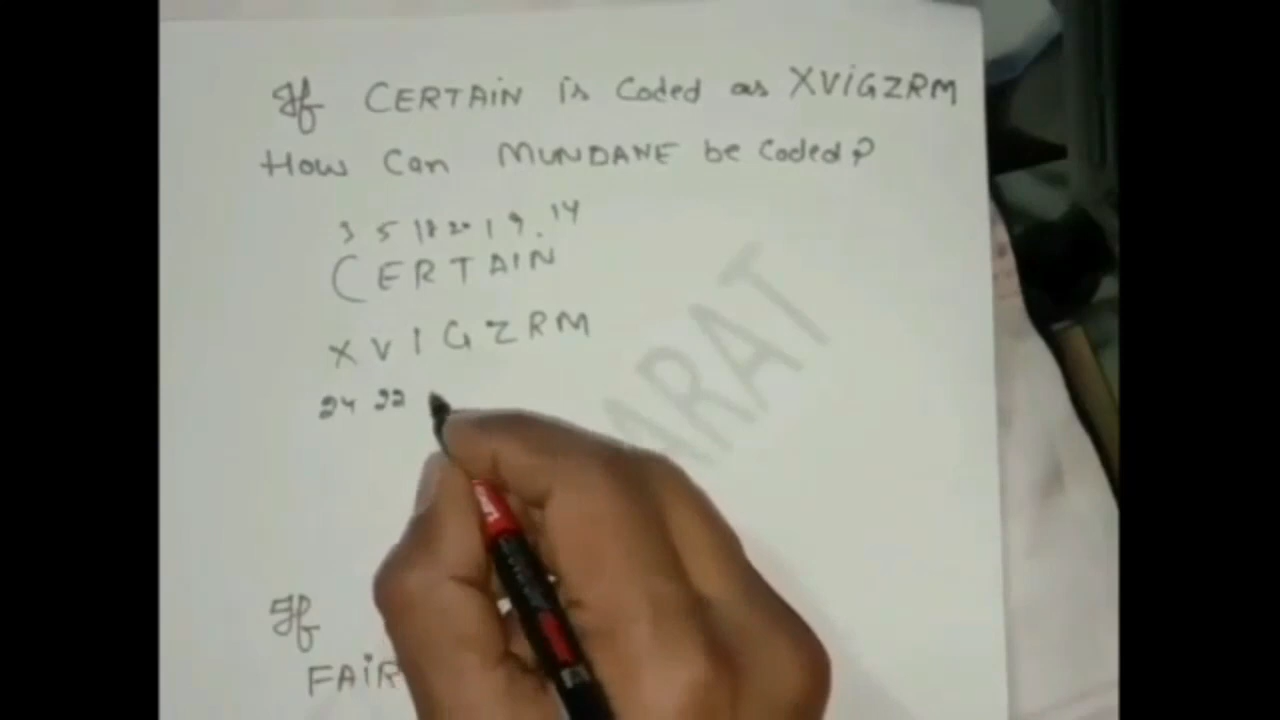 If CERTAIN is Coded as XVIGZRM
How Can MUNDANE be Coded?
3 5 18 20 1 9 14
CERTAIN
XVIGZRM
24 22
If
FAIR
ARAT